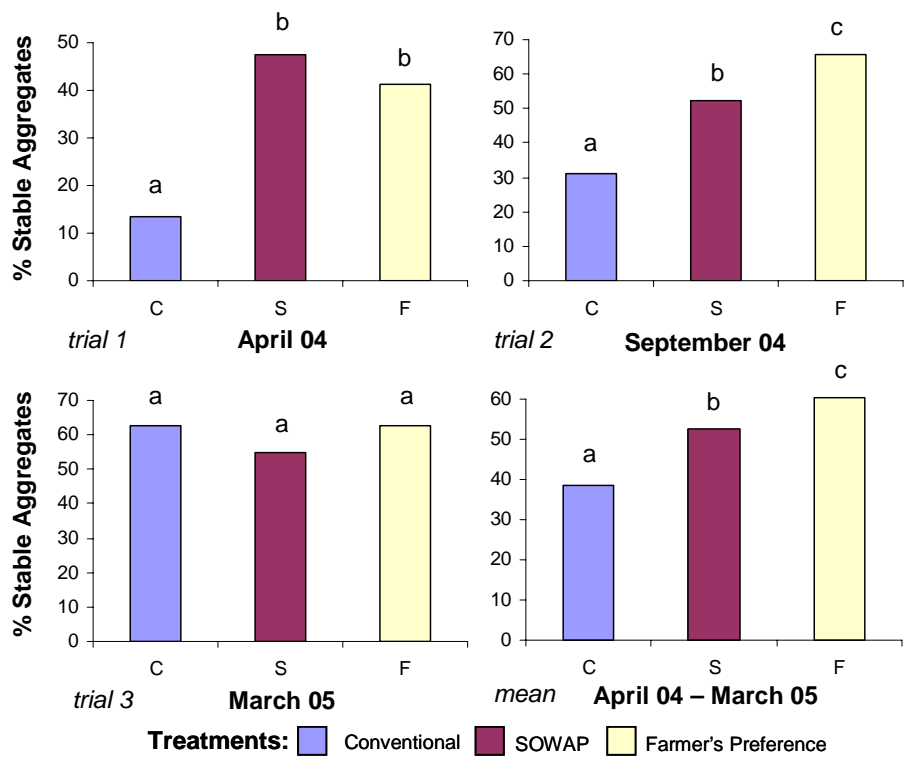 % Stable Aggregates
50
40
30
20
10
0
a
b
b
C
S
F
trial 1
April 04
70
60
50
40
30
20
10
0
a
b
c
C
S
F
trial 2
September 04
% Stable Aggregates
70
60
50
40
30
20
10
0
a
a
a
C
S
F
trial 3
March 05
60
50
40
30
20
10
0
a
b
c
C
S
F
mean
April 04 – March 05
Treatments: Conventional SOWAP Farmer's Preference